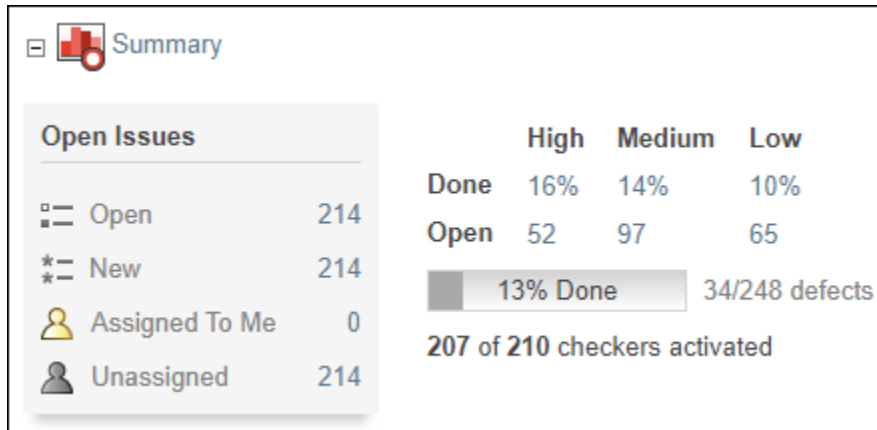 Summary
Open Issues
Open 214
New 214
Assigned To Me 0
Unassigned 214
High Medium Low
Done 16% 14% 10%
Open 52 97 65
13% Done 34/248 defects
207 of 210 checkers activated